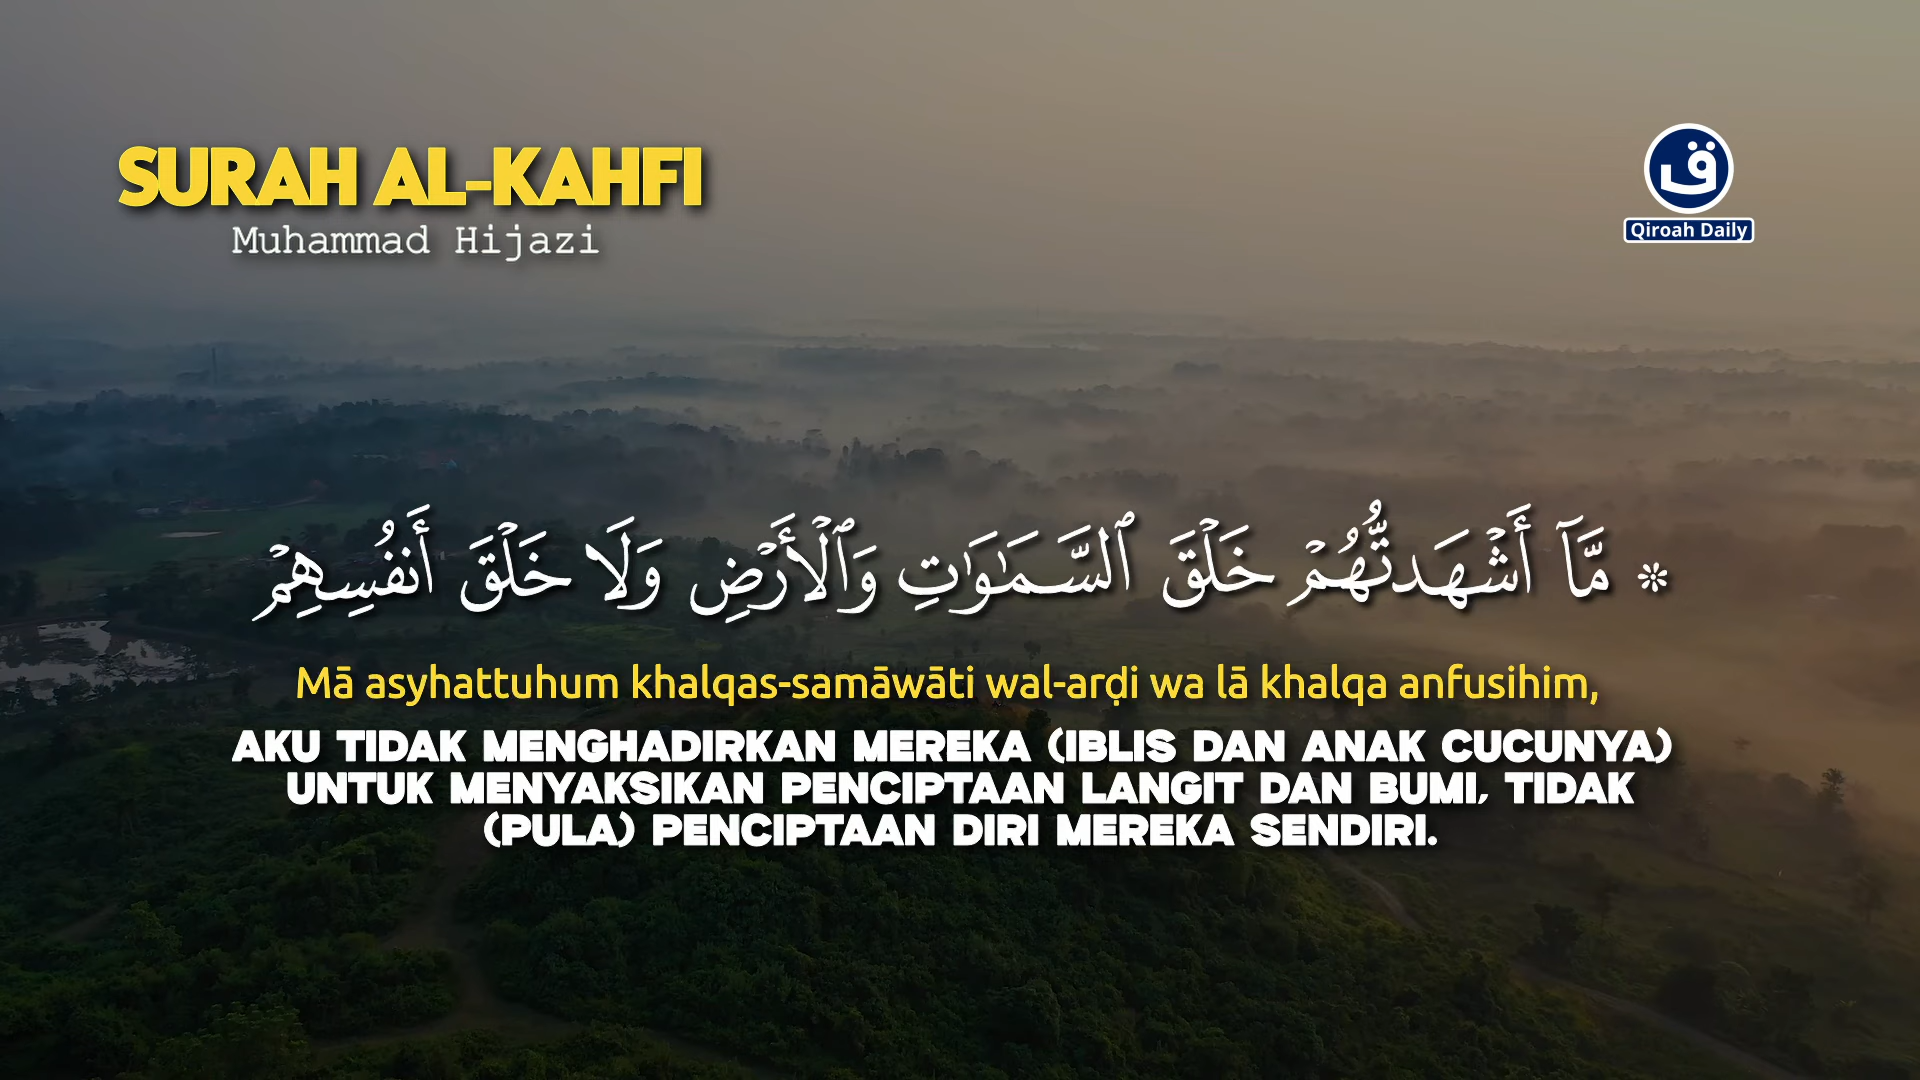 SURAH AL-KAHFI
Muhammad Hijazi
ق
Qiroah Daily
۞ مَّآ أَشْهَدتُّهُمْ خَلْقَ ٱلسَّمَـٰوَٰتِ وَٱلْأَرْضِ وَلَا خَلْقَ أَنفُسِهِمْ
Mā asyhattuhum khalqas-samāwāti wal-arḍi wa lā khalqa anfusihim,
AKU TIDAK MENGHADIRKAN MEREKA (IBLIS DAN ANAK CUCUNYA)
UNTUK MENYAKSIKAN PENCIPTAAN LANGIT DAN BUMI, TIDAK
(PULA) PENCIPTAAN DIRI MEREKA SENDIRI.